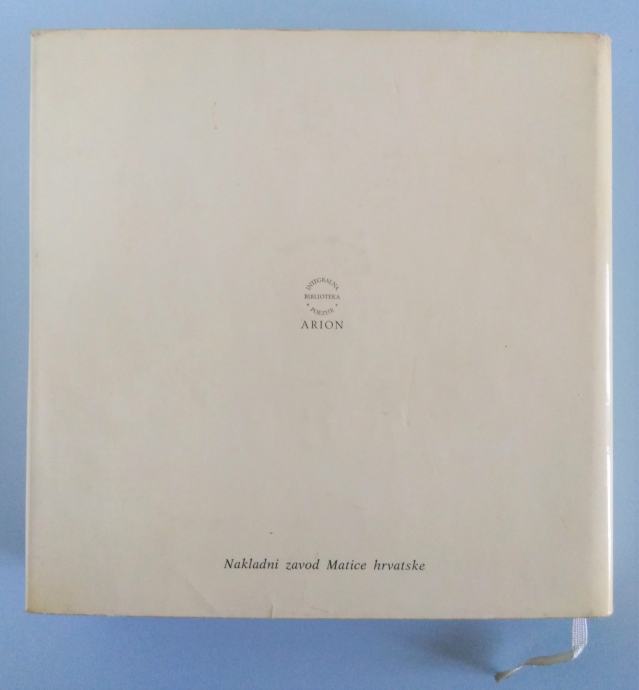 INTEGRALNA
BIBLIOTEKA
* POEZIJE *
ARION
Nakladni zavod Matice hrvatske